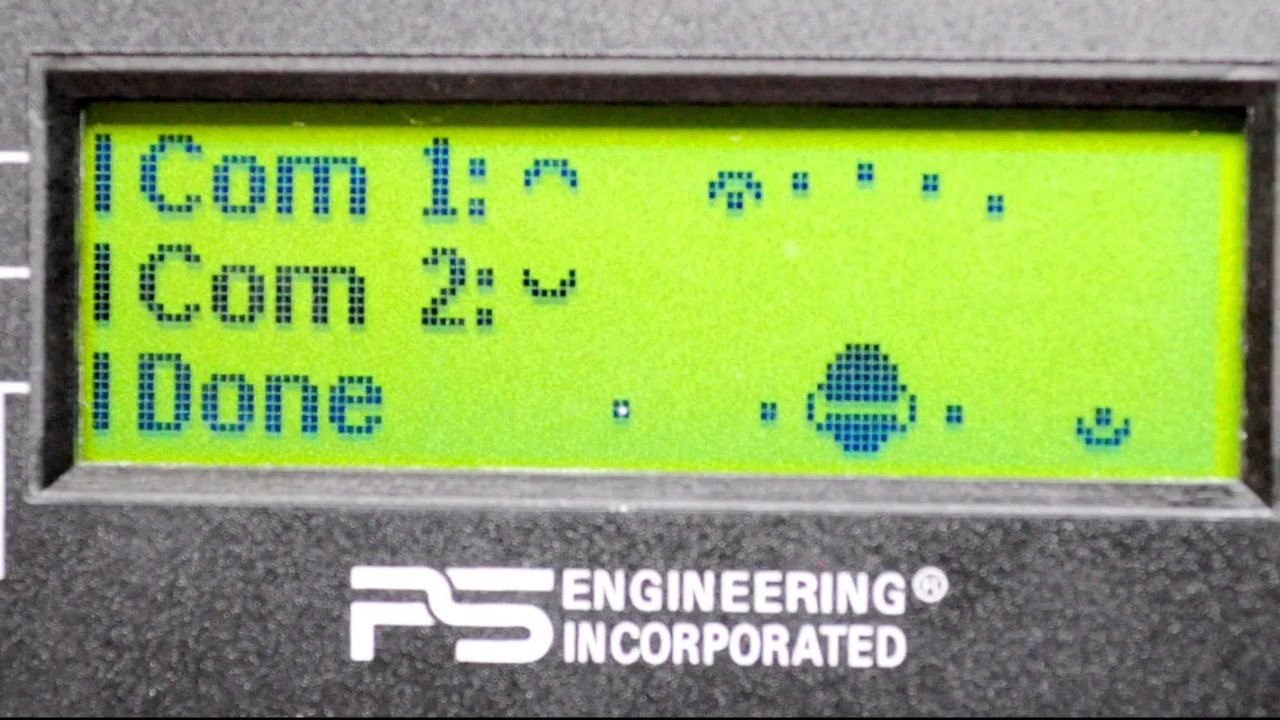 Com 1:
Com 2:
Done
PS ENGINEERING®
INCORPORATED